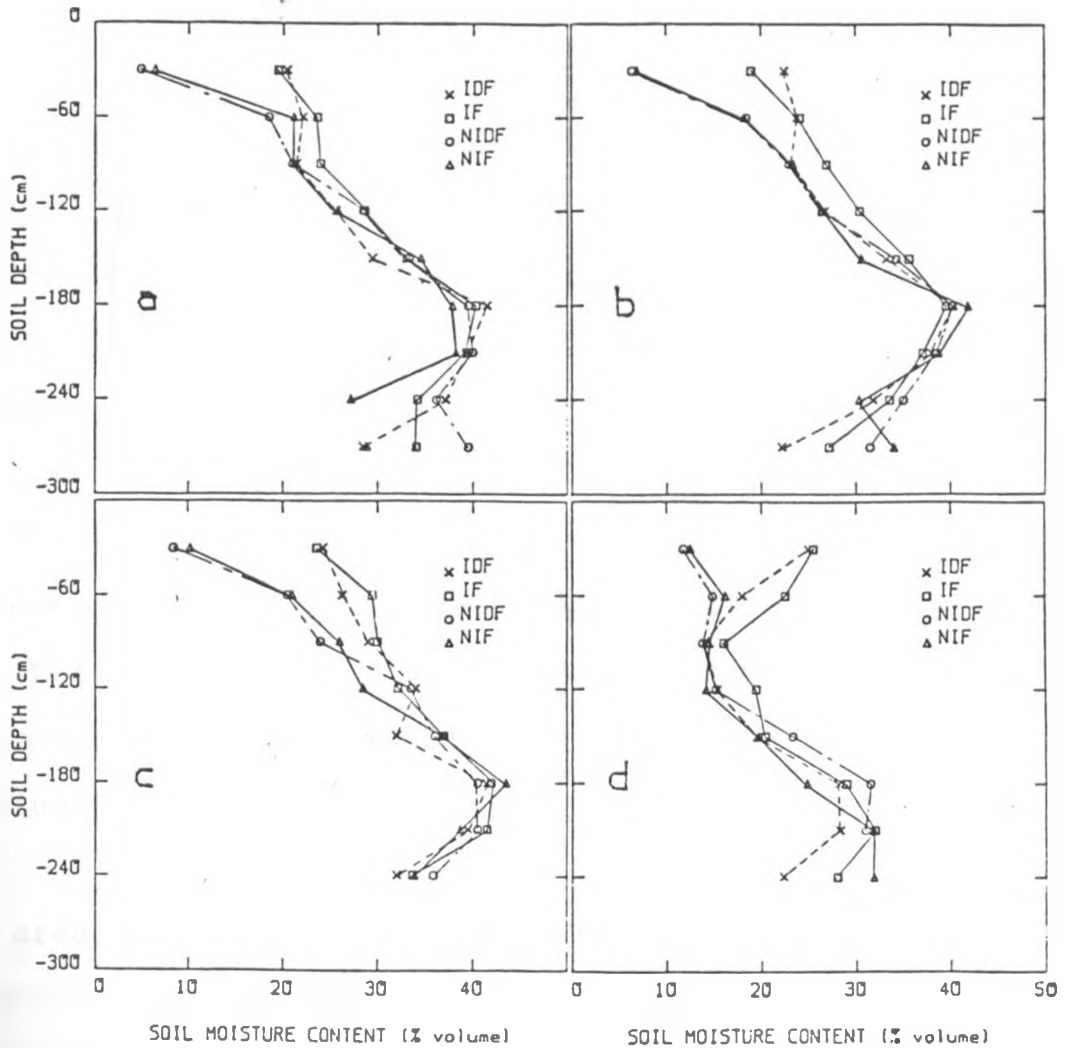 0
-60
-120
-180
-240
-300
SOIL DEPTH (cm)
IDF
IF
NIDF
NIF
a
IDF
IF
NIDF
NIF
b
-60
-120
-180
-240
-300
SOIL DEPTH (cm)
IDF
IF
NIDF
NIF
c
IDF
IF
NIDF
NIF
d
0 10 20 30 40 0 10 20 30 40 50
SOIL MOISTURE CONTENT (% volume) SOIL MOISTURE CONTENT (% volume)